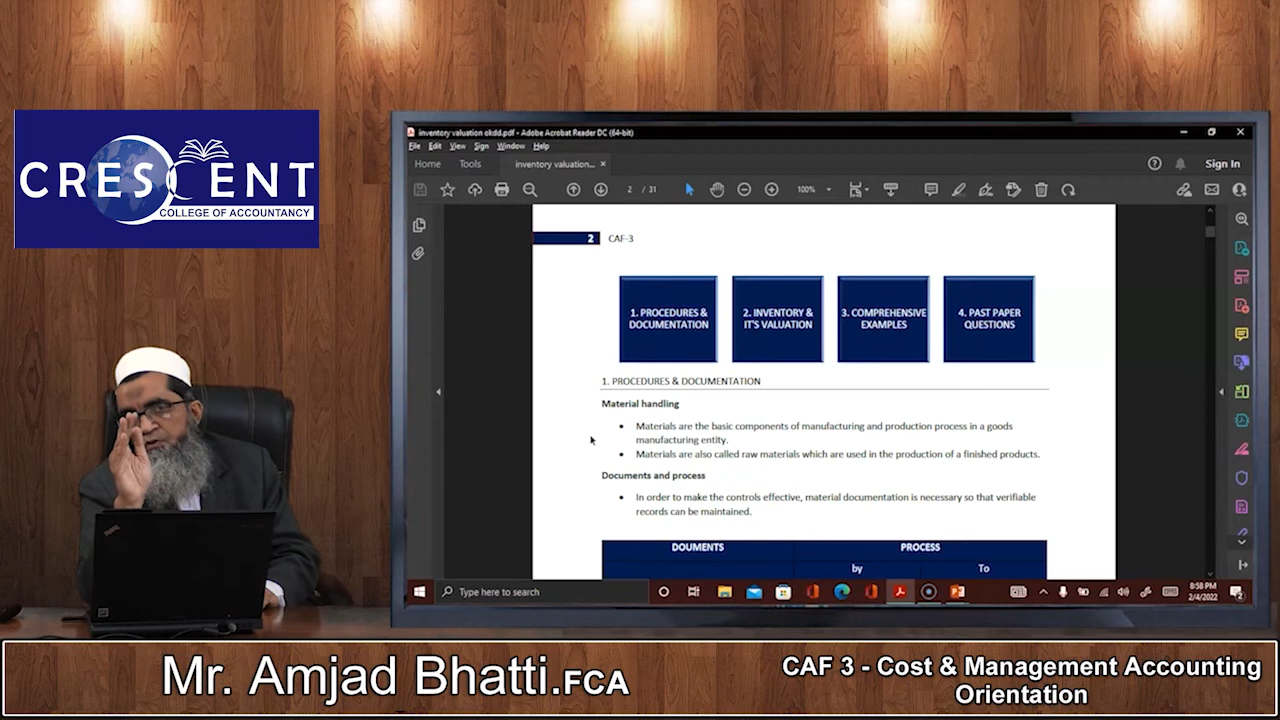 CRESCENT
COLLEGE OF ACCOUNTANCY
inventory valuation okdd.pdf - Adobe Acrobat Reader DC (64-bit)
File Edit View Sign Window Help
Home Tools inventory valuation... × Sign In
2 / 31 100%
2 CAF-3
1. PROCEDURES &
DOCUMENTATION
2. INVENTORY &
IT'S VALUATION
3. COMPREHENSIVE
EXAMPLES
4. PAST PAPER
QUESTIONS
1. PROCEDURES & DOCUMENTATION
Material handling
• Materials are the basic components of manufacturing and production process in a goods
manufacturing entity.
• Materials are also called raw materials which are used in the production of a finished products.
Documents and process
• In order to make the controls effective, material documentation is necessary so that verifiable
records can be maintained.
DOUMENTS PROCESS
by To
Type here to search
8:58 PM
2/4/2022
Mr. Amjad Bhatti.FCA
CAF 3 - Cost & Management Accounting
Orientation